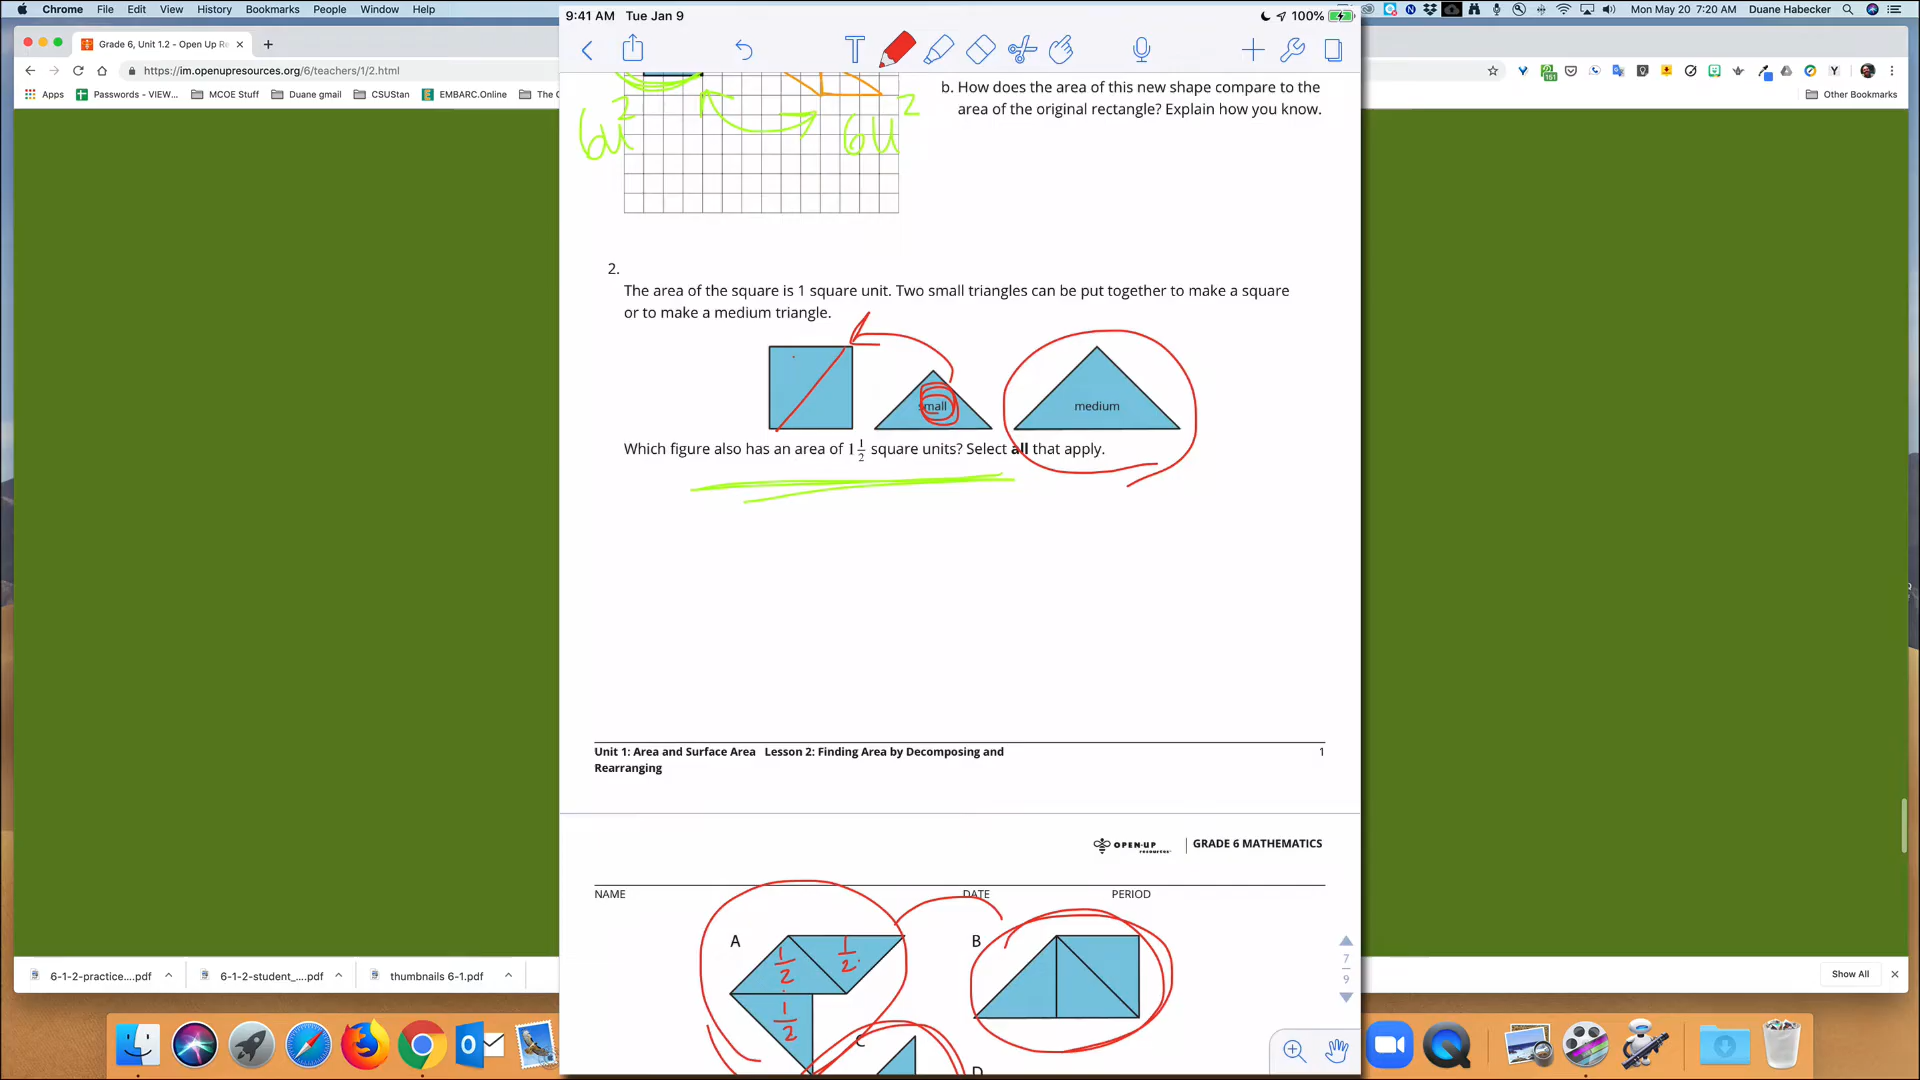 Chrome File Edit View History Bookmarks People Window Help
Mon May 20 7:20 AM Duane Habecker
Grade 6, Unit 1.2 - Open Up Re
https://im.openupresources.org/6/teachers/1/2.html
Apps Passwords - VIEW... MCOE Stuff Duane gmail CSUStan EMBARC.Online The C
Other Bookmarks
9:41 AM Tue Jan 9
100%
b. How does the area of this new shape compare to the
area of the original rectangle? Explain how you know.
6u²
6u²
2.
The area of the square is 1 square unit. Two small triangles can be put together to make a square
or to make a medium triangle.
small
medium
Which figure also has an area of 1 1/2 square units? Select all that apply.
Unit 1: Area and Surface Area Lesson 2: Finding Area by Decomposing and
Rearranging
1
OPEN-UP
resources
GRADE 6 MATHEMATICS
NAME DATE PERIOD
A
1/2
1/2
1/2
B
C
D
7
9
6-1-2-practice....pdf
6-1-2-student_....pdf
thumbnails 6-1.pdf
Show All